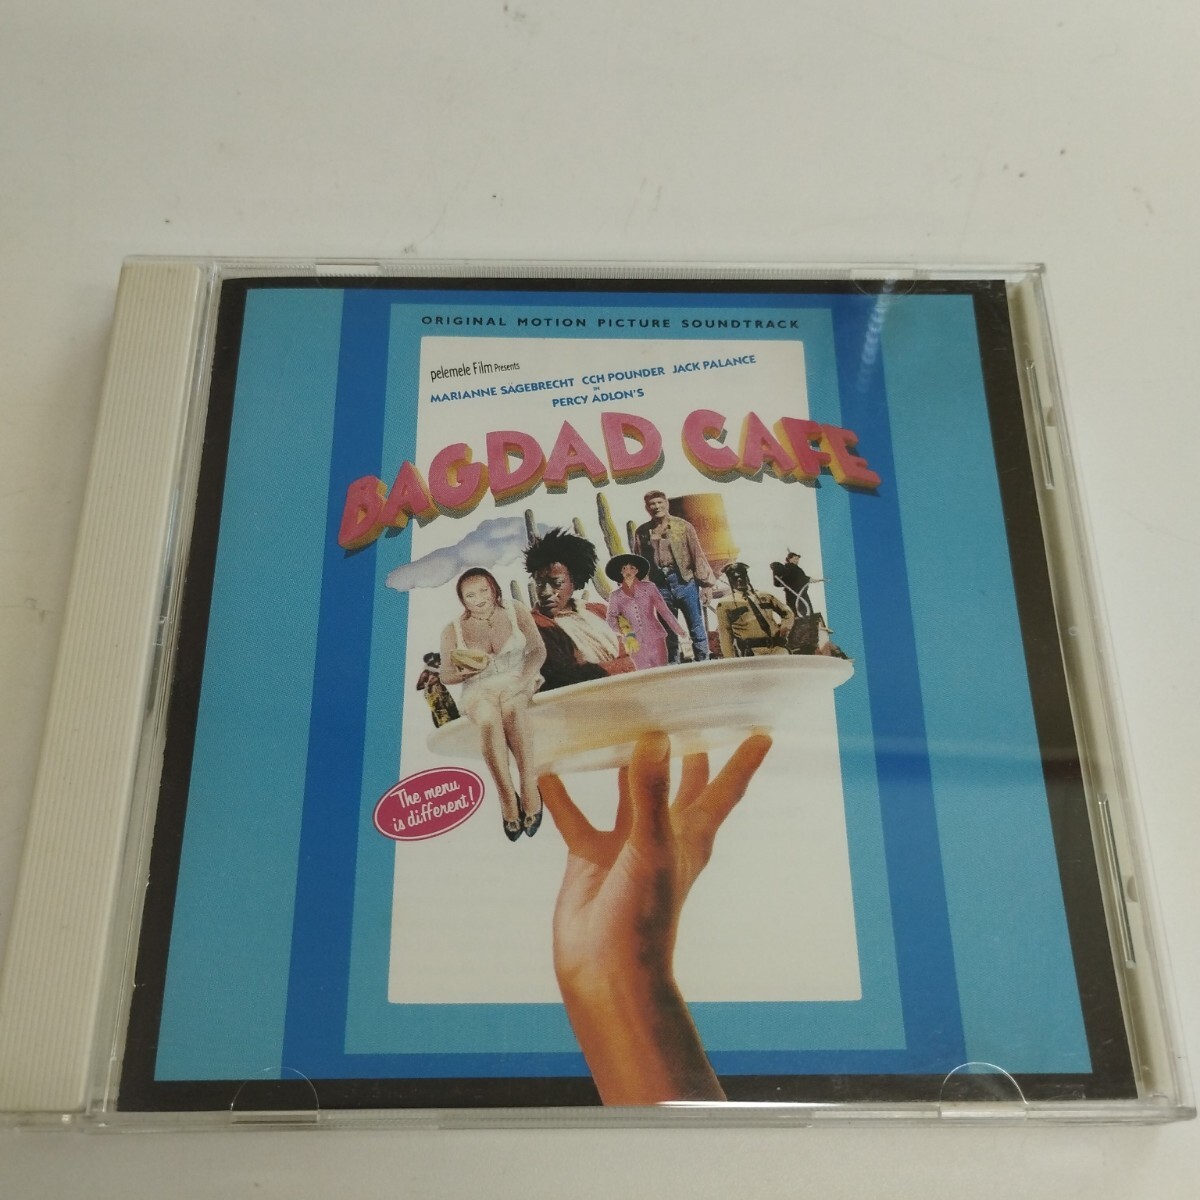 ORIGINAL MOTION PICTURE SOUNDTRACK
pelemele Film Presents
MARIANNE SÄGEBRECHT CCH POUNDER JACK PALANCE
IN
PERCY ADLON'S
BAGDAD CAFE
The menu
is different!